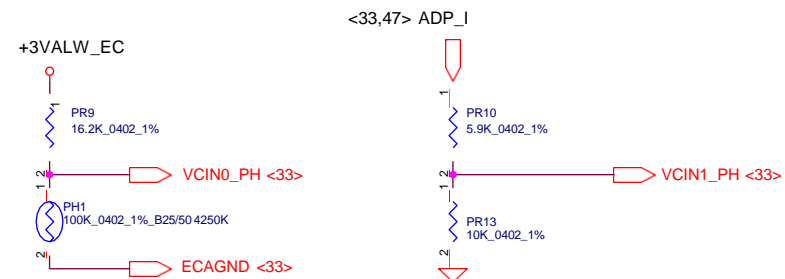 <33,47> ADP_I
+3VALW_EC
1
PR9
16.2K_0402_1%
2
VCIN0_PH <33>
1
PH1
100K_0402_1%_B25/50 4250K
2
ECAGND <33>
1
PR10
5.9K_0402_1%
2
VCIN1_PH <33>
1
PR13
10K_0402_1%
2